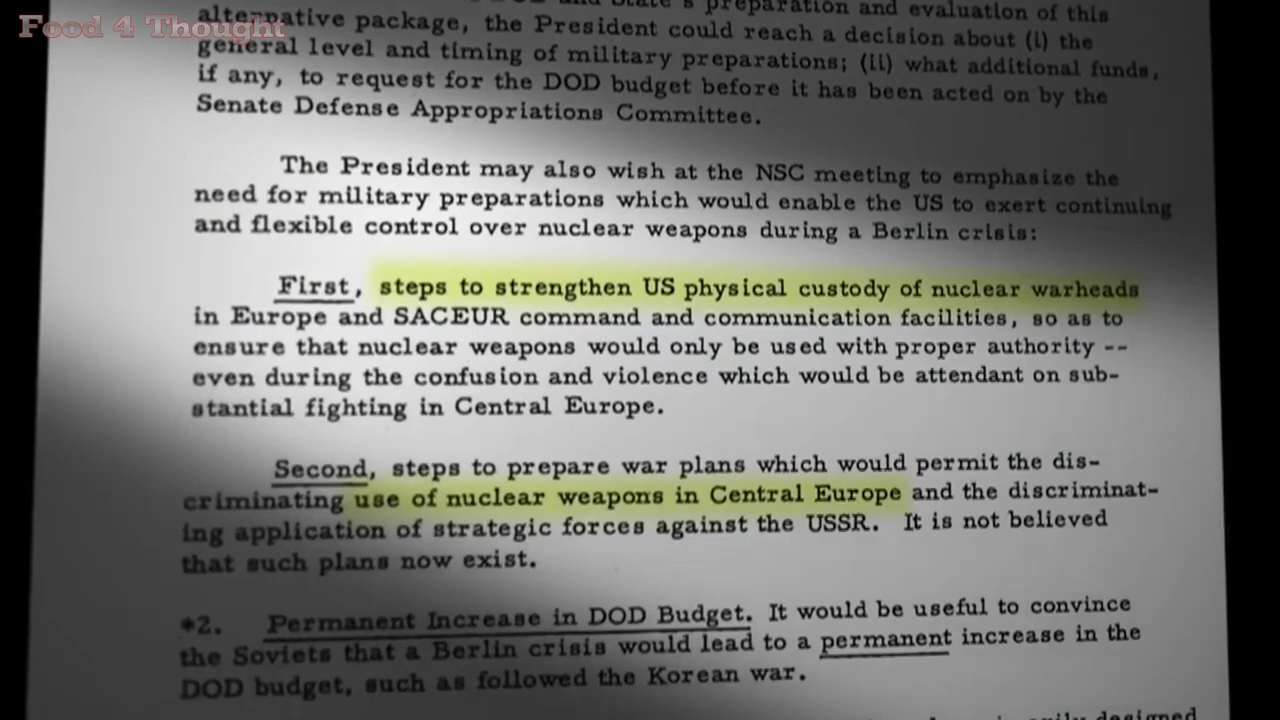 Food 4 Thought
State's preparation and evaluation of this
alternative package, the President could reach a decision about (i) the
general level and timing of military preparations; (ii) what additional funds,
if any, to request for the DOD budget before it has been acted on by the
Senate Defense Appropriations Committee.
The President may also wish at the NSC meeting to emphasize the
need for military preparations which would enable the US to exert continuing
and flexible control over nuclear weapons during a Berlin crisis:
First, steps to strengthen US physical custody of nuclear warheads
in Europe and SACEUR command and communication facilities, so as to
ensure that nuclear weapons would only be used with proper authority --
even during the confusion and violence which would be attendant on sub-
stantial fighting in Central Europe.
Second, steps to prepare war plans which would permit the dis-
criminating use of nuclear weapons in Central Europe and the discriminat-
ing application of strategic forces against the USSR. It is not believed
that such plans now exist.
*2. Permanent Increase in DOD Budget. It would be useful to convince
the Soviets that a Berlin crisis would lead to a permanent increase in the
DOD budget, such as followed the Korean war.
designed